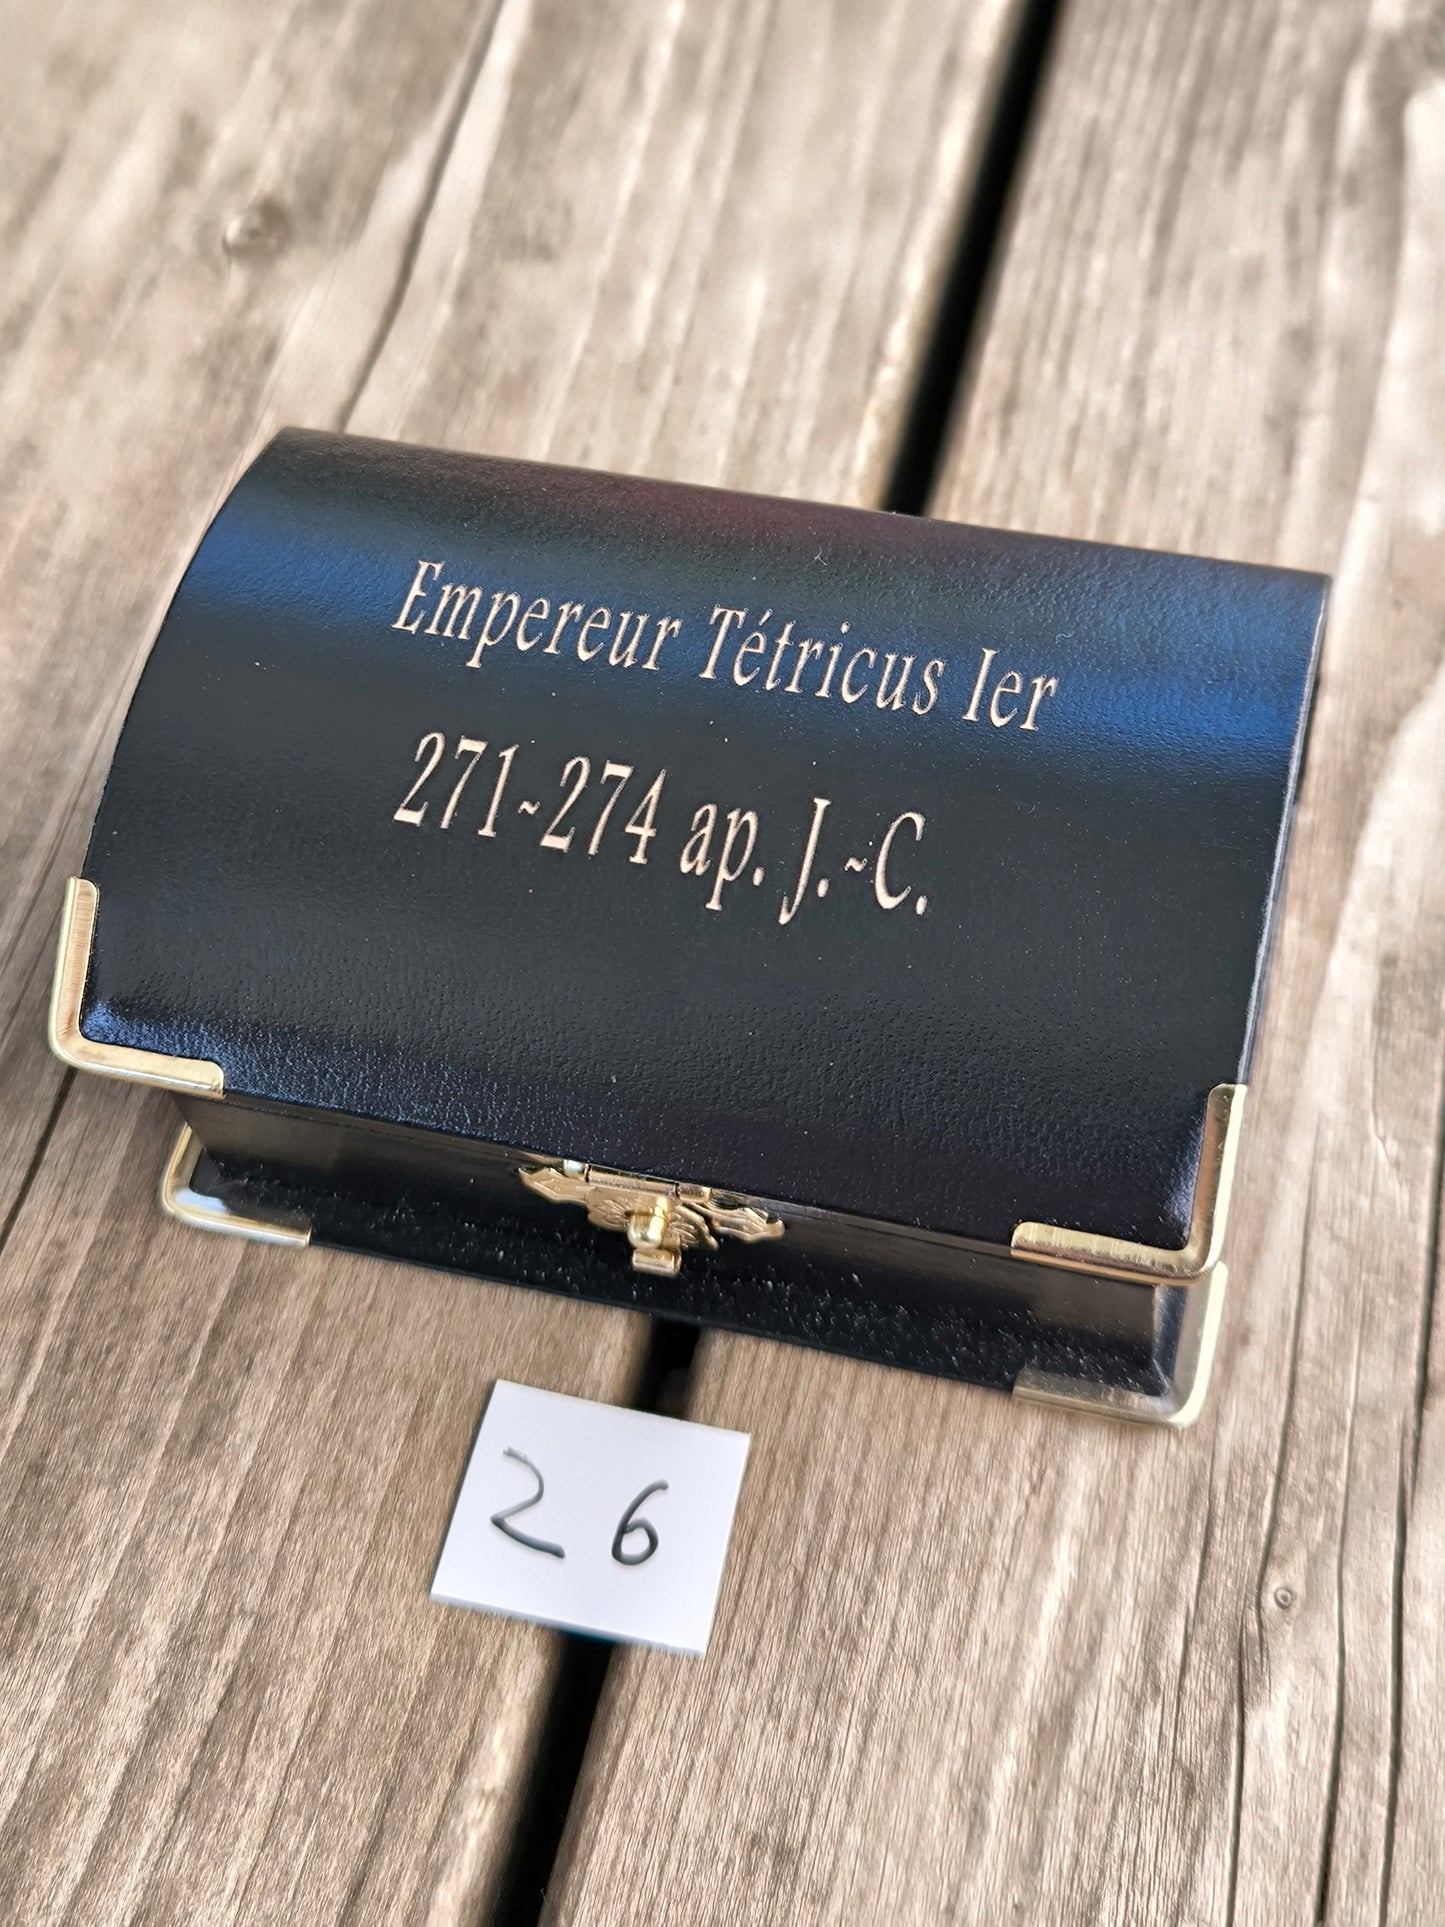 Empereur Tétricus Ier
271~274 ap. J.~C.
26